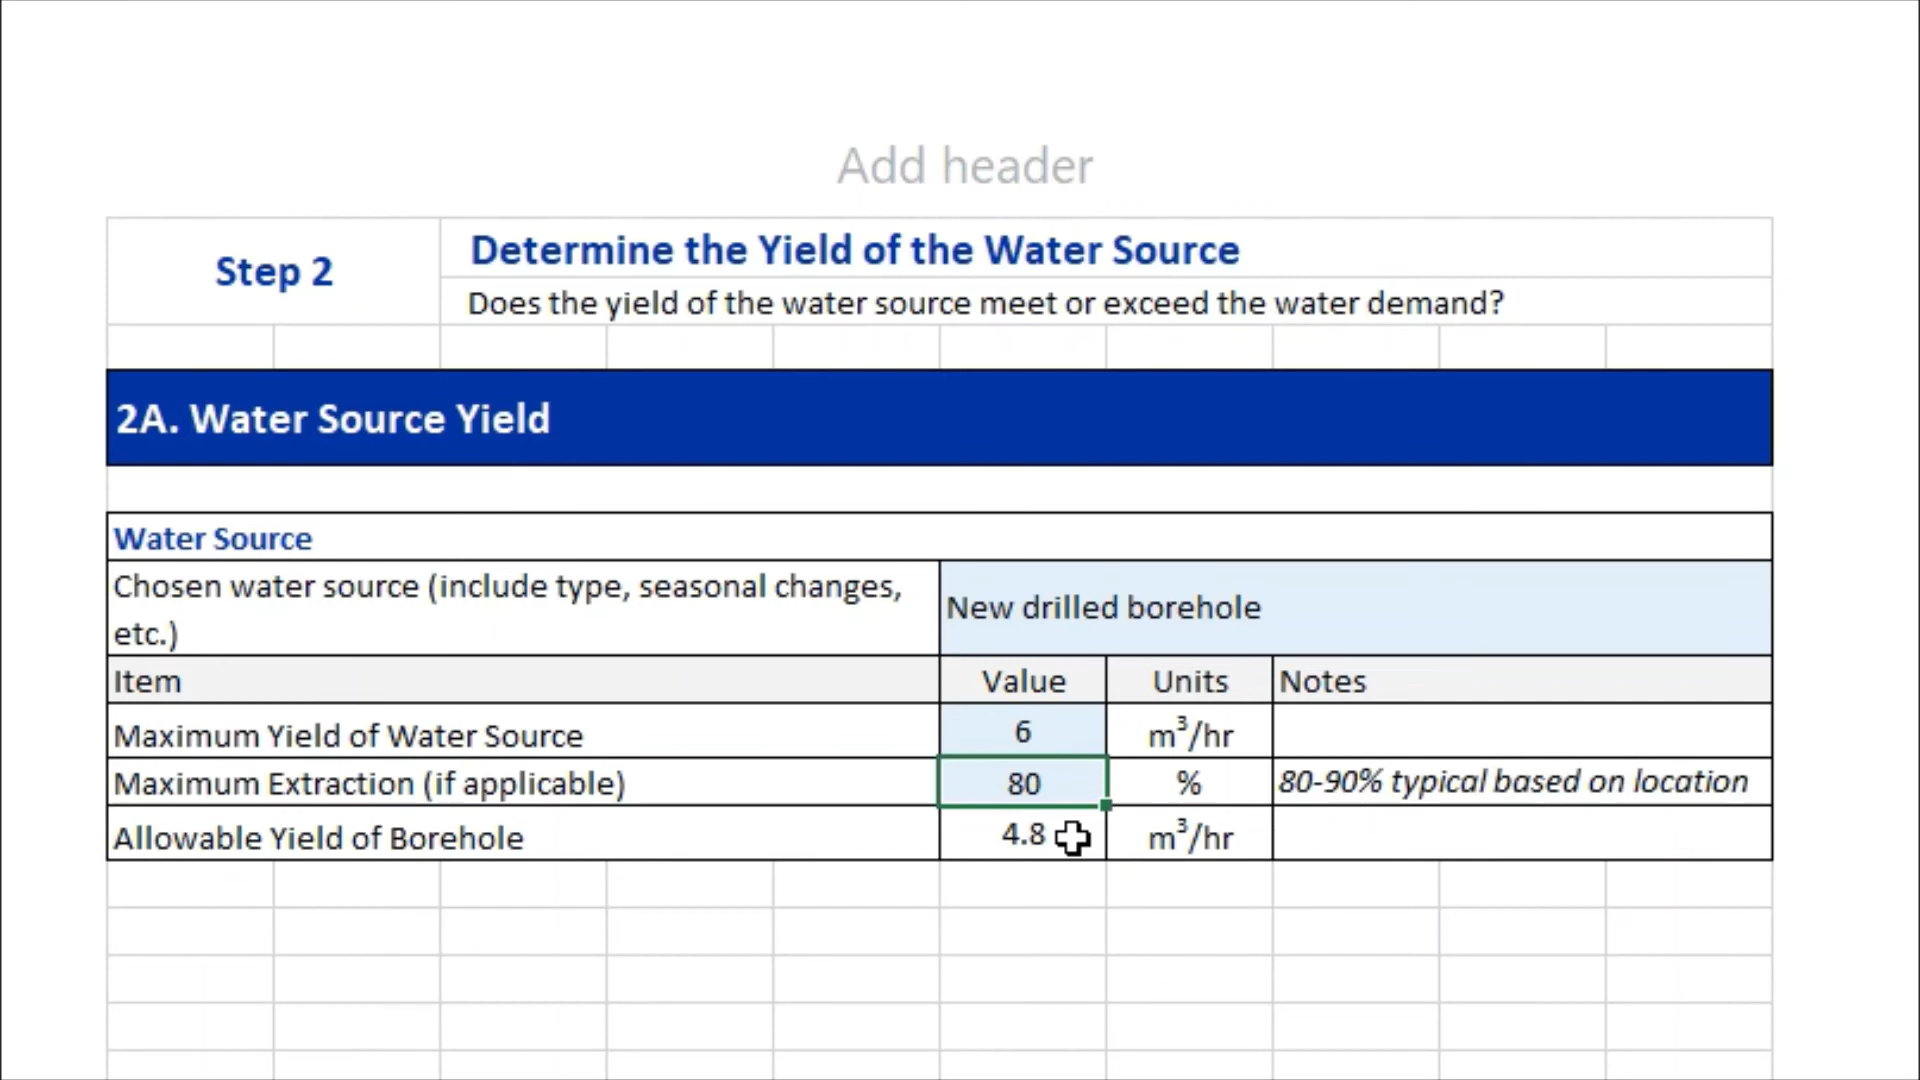 Add header
Step 2
Determine the Yield of the Water Source
Does the yield of the water source meet or exceed the water demand?
2A. Water Source Yield
Water Source
Chosen water source (include type, seasonal changes,
etc.)
New drilled borehole
Item Value Units Notes
Maximum Yield of Water Source 6 m³/hr
Maximum Extraction (if applicable) 80 % 80-90% typical based on location
Allowable Yield of Borehole 4.8 m³/hr